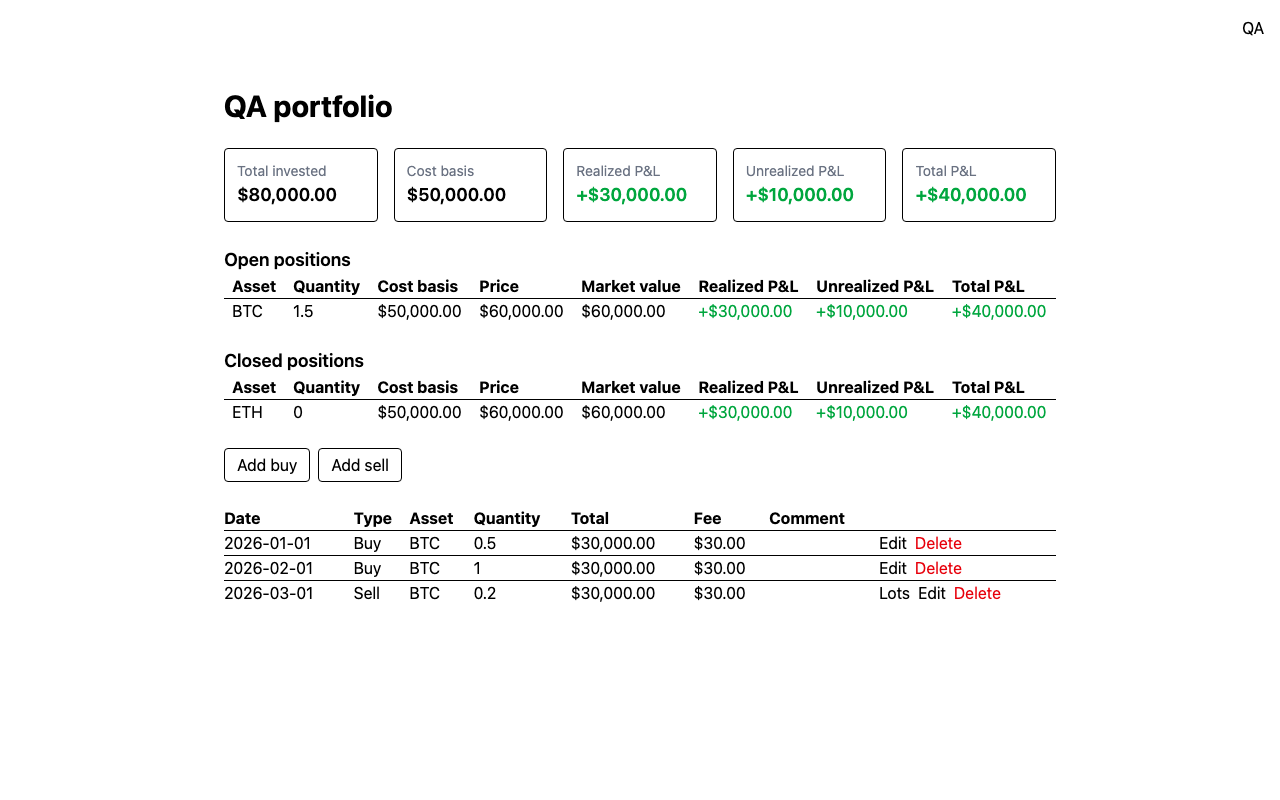 QA
QA portfolio
Total invested
$80,000.00
Cost basis
$50,000.00
Realized P&L
+$30,000.00
Unrealized P&L
+$10,000.00
Total P&L
+$40,000.00
Open positions
Asset Quantity Cost basis Price Market value Realized P&L Unrealized P&L Total P&L
BTC 1.5 $50,000.00 $60,000.00 $60,000.00 +$30,000.00 +$10,000.00 +$40,000.00
Closed positions
Asset Quantity Cost basis Price Market value Realized P&L Unrealized P&L Total P&L
ETH 0 $50,000.00 $60,000.00 $60,000.00 +$30,000.00 +$10,000.00 +$40,000.00
Add buy Add sell
Date Type Asset Quantity Total Fee Comment
2026-01-01 Buy BTC 0.5 $30,000.00 $30.00 Edit Delete
2026-02-01 Buy BTC 1 $30,000.00 $30.00 Edit Delete
2026-03-01 Sell BTC 0.2 $30,000.00 $30.00 Lots Edit Delete